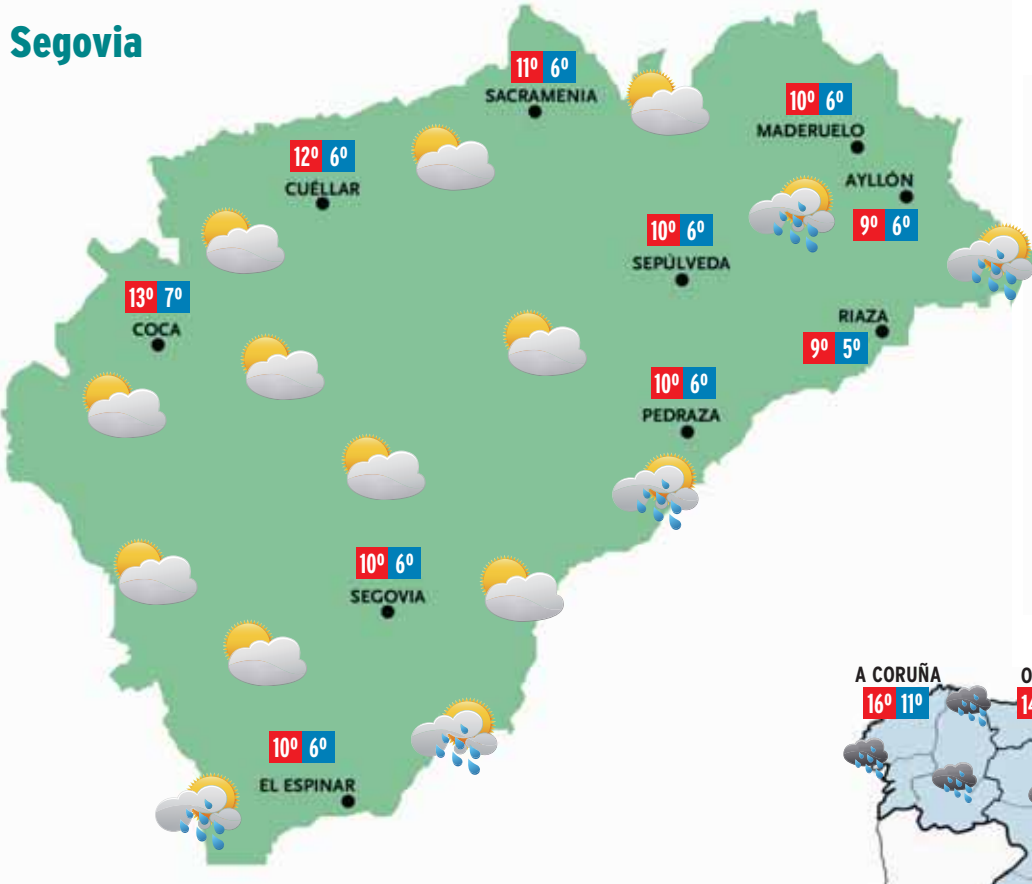 Segovia
11º 6º
SACRAMENIA
10º 6º
MADERUELO
12º 6º
CUÉLLAR
AYLLÓN
9º 6º
10º 6º
SEPÚLVEDA
13º 7º
COCA
RIAZA
9º 5º
10º 6º
PEDRAZA
10º 6º
SEGOVIA
A CORUÑA
16º 11º
10º 6º
EL ESPINAR